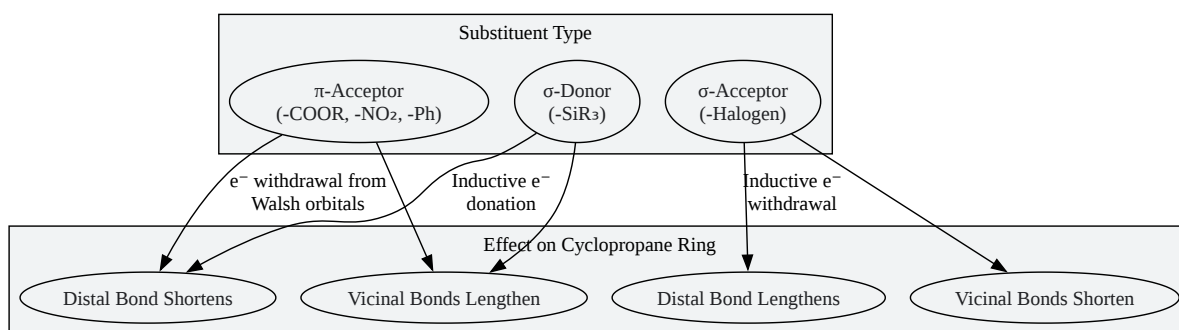 Substituent Type
π-Acceptor
(-COOR, -NO₂, -Ph)
σ-Donor
(-SiR₃)
σ-Acceptor
(-Halogen)
e⁻ withdrawal from
Walsh orbitals
Inductive e⁻
donation
Inductive e⁻
withdrawal
Effect on Cyclopropane Ring
Distal Bond Shortens
Vicinal Bonds Lengthen
Distal Bond Lengthens
Vicinal Bonds Shorten